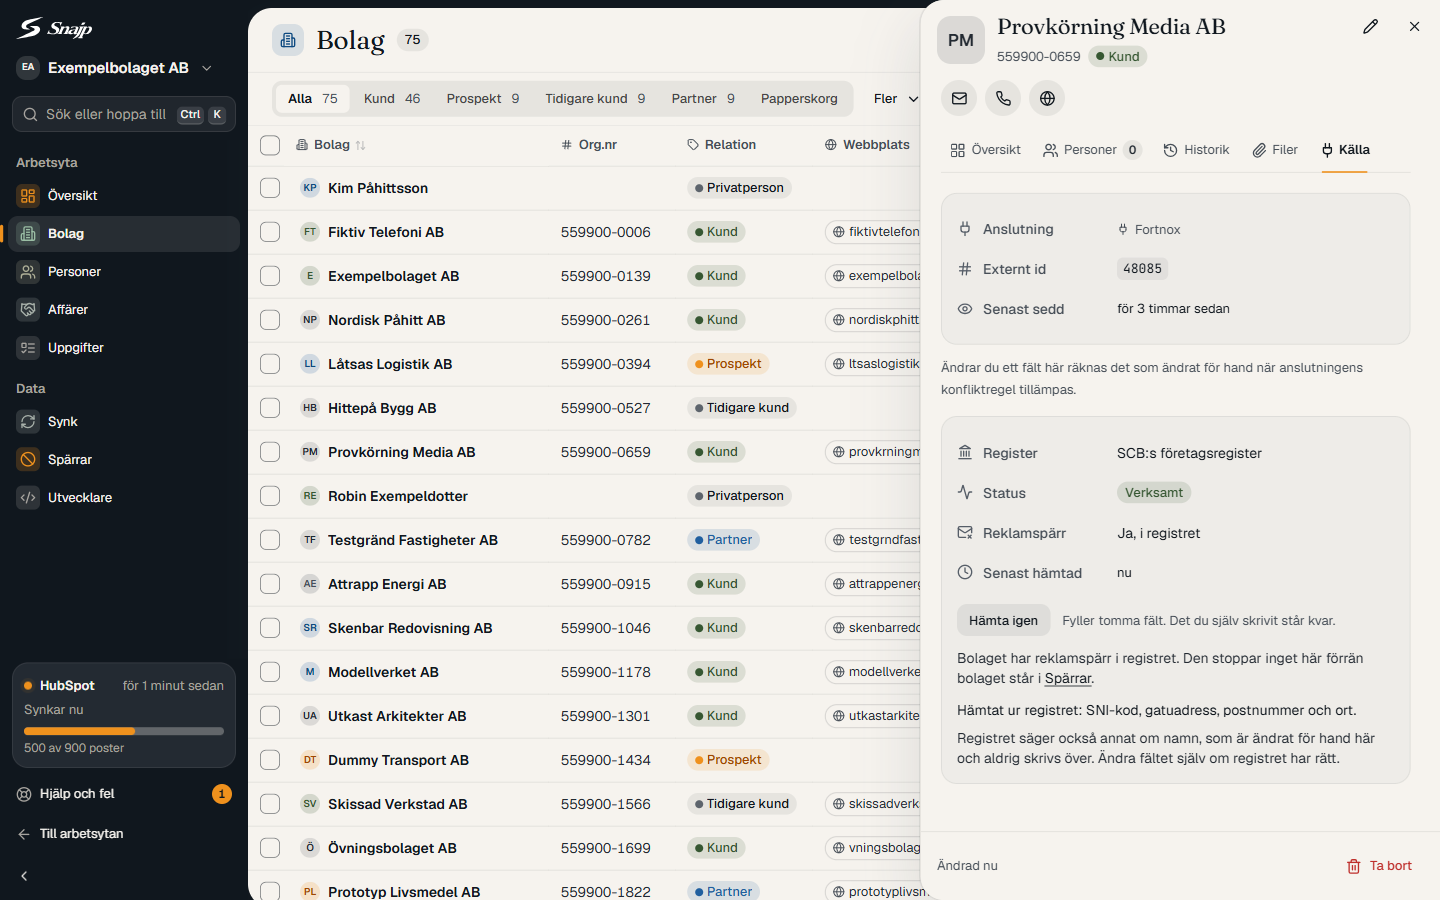 Snajp
EA Exempelbolaget AB
Sök eller hoppa till Ctrl K
Arbetsyta
Översikt
Bolag
Personer
Affärer
Uppgifter
Data
Synk
Spärrar
Utvecklare
HubSpot för 1 minut sedan
Synkar nu
500 av 900 poster
Hjälp och fel 1
Till arbetsytan
Bolag 75
Alla 75 Kund 46 Prospekt 9 Tidigare kund 9 Partner 9 Papperskorg Fler
Bolag Org.nr Relation Webbplats
KP Kim Påhittsson Privatperson
FT Fiktiv Telefoni AB 559900-0006 Kund fiktivtelefon
E Exempelbolaget AB 559900-0139 Kund exempelbola
NP Nordisk Påhitt AB 559900-0261 Kund nordiskphitt
LL Låtsas Logistik AB 559900-0394 Prospekt ltsaslogistik
HB Hittepå Bygg AB 559900-0527 Tidigare kund
PM Provkörning Media AB 559900-0659 Kund provkrningm
RE Robin Exempeldotter Privatperson
TF Testgränd Fastigheter AB 559900-0782 Partner testgrndfast
AE Attrapp Energi AB 559900-0915 Kund attrappenerg
SR Skenbar Redovisning AB 559900-1046 Kund skenbarredo
M Modellverket AB 559900-1178 Kund modellverke
UA Utkast Arkitekter AB 559900-1301 Kund utkastarkite
DT Dummy Transport AB 559900-1434 Prospekt
SV Skissad Verkstad AB 559900-1566 Tidigare kund skissadverk
Ö Övningsbolaget AB 559900-1699 Kund vningsbolag
PL Prototyp Livsmedel AB 559900-1822 Partner prototyplivsm
PM Provkörning Media AB
559900-0659 Kund
Översikt Personer 0 Historik Filer Källa
Anslutning Fortnox
Externt id 48085
Senast sedd för 3 timmar sedan
Ändrar du ett fält här räknas det som ändrat för hand när anslutningens
konfliktregel tillämpas.
Register SCB:s företagsregister
Status Verksamt
Reklamspärr Ja, i registret
Senast hämtad nu
Hämta igen Fyller tomma fält. Det du själv skrivit står kvar.
Bolaget har reklamspärr i registret. Den stoppar inget här förrän
bolaget står i Spärrar.
Hämtat ur registret: SNI-kod, gatuadress, postnummer och ort.
Registret säger också annat om namn, som är ändrat för hand här
och aldrig skrivs över. Ändra fältet själv om registret har rätt.
Ändrad nu Ta bort